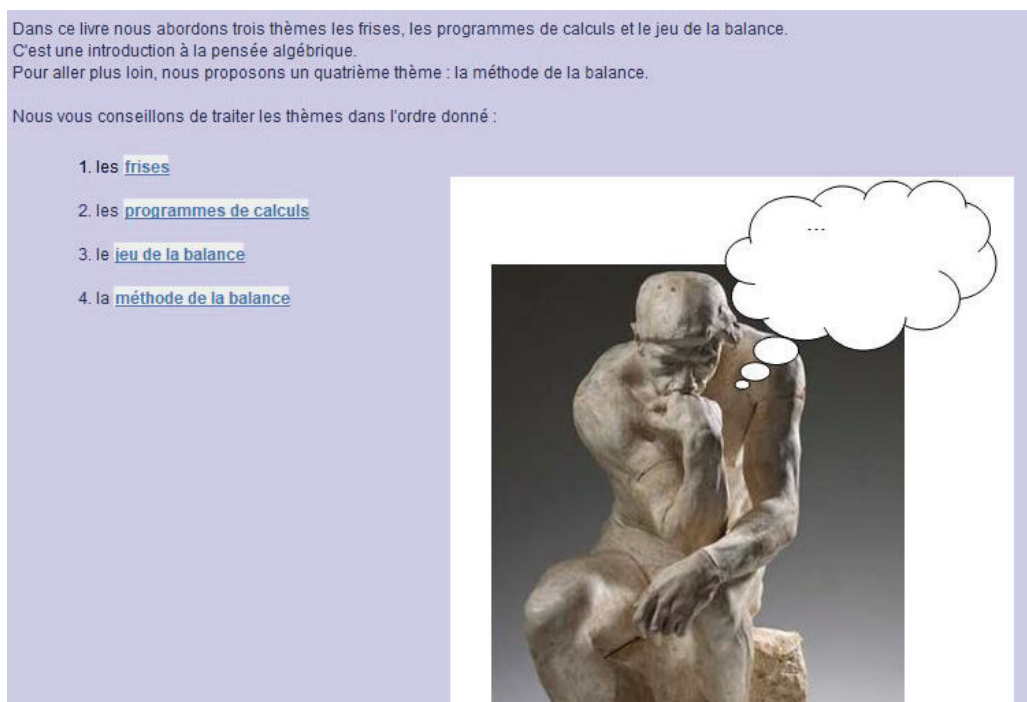 Dans ce livre nous abordons trois thèmes les frises, les programmes de calculs et le jeu de la balance.
C'est une introduction à la pensée algébrique.
Pour aller plus loin, nous proposons un quatrième thème : la méthode de la balance.
Nous vous conseillons de traiter les thèmes dans l'ordre donné :
1. les frises
2. les programmes de calculs
3. le jeu de la balance
4. la méthode de la balance
...